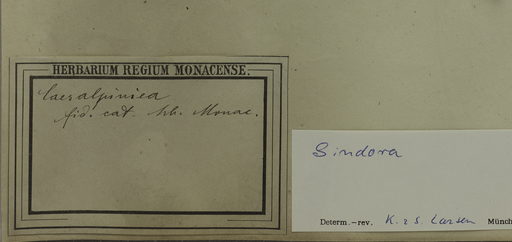 HERBARIUM REGIUM MONACENSE.
Caesalpiniea
fid. cat. hb. Monac.
Sindora
Determ.-rev. K. & S. Larsen Münch